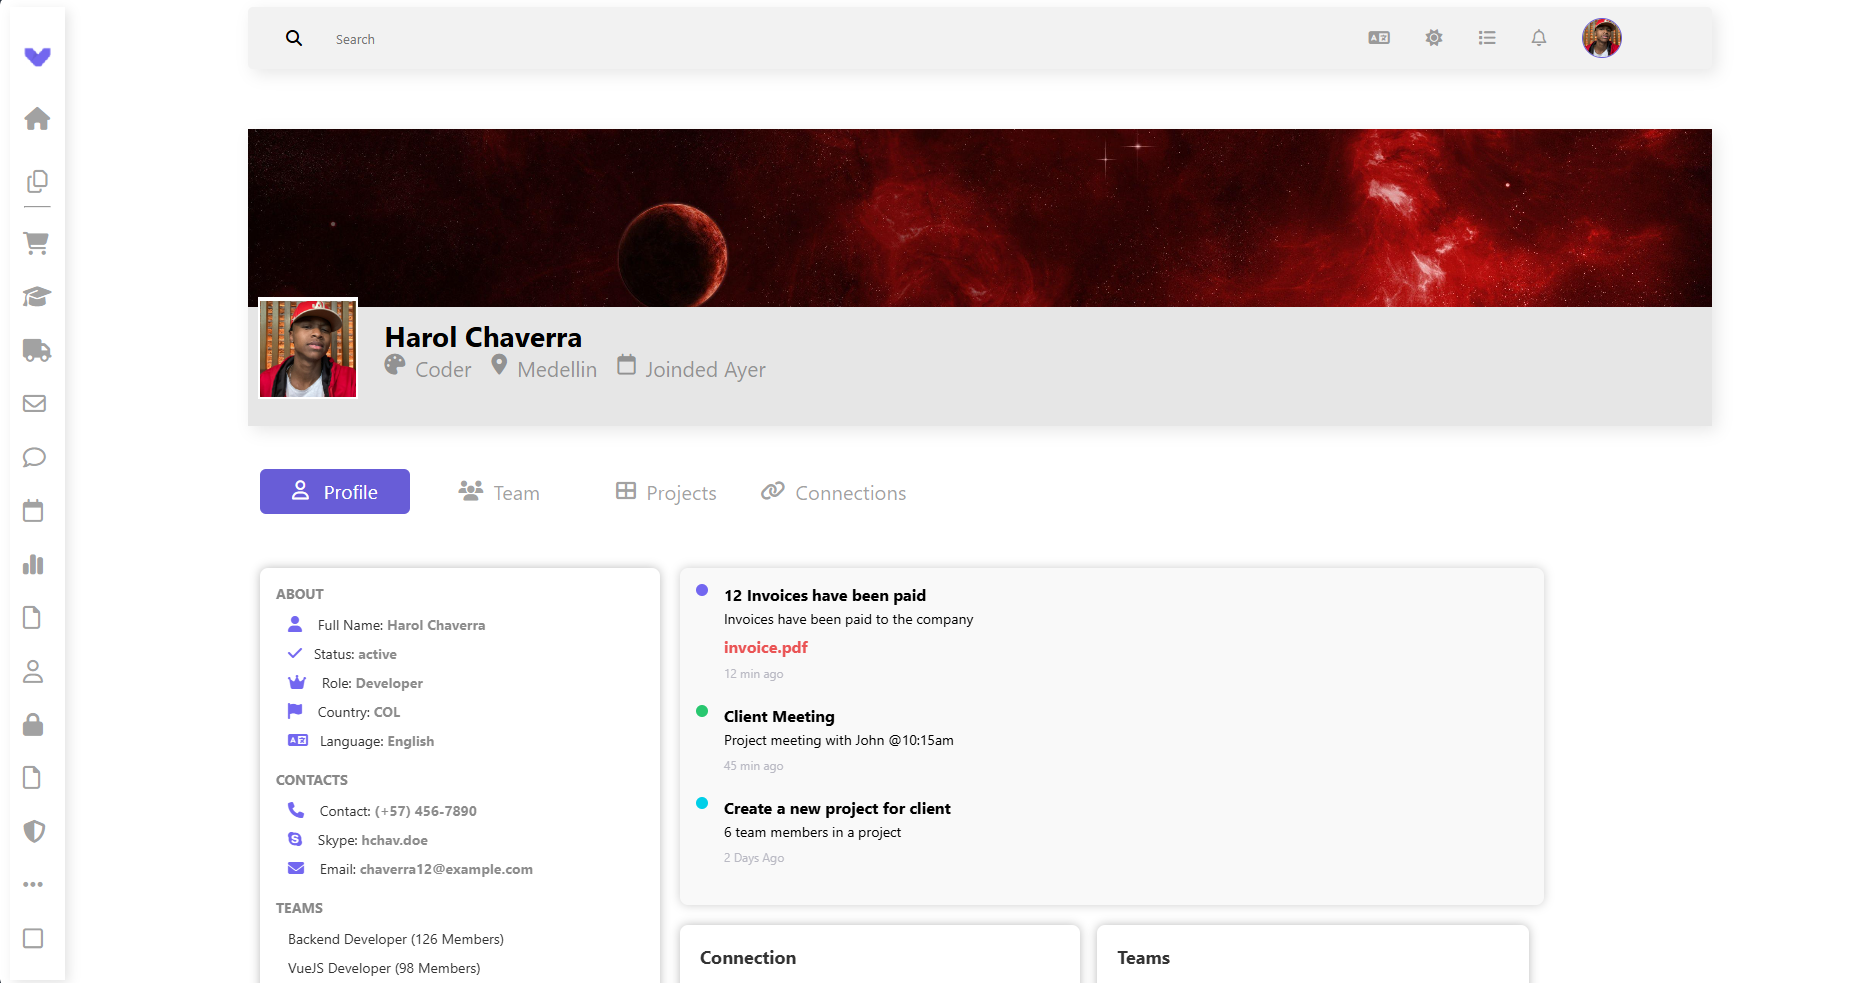 Search
Harol Chaverra
Coder Medellin Joinded Ayer
Profile Team Projects Connections
ABOUT
Full Name: Harol Chaverra
Status: active
Role: Developer
Country: COL
Language: English
CONTACTS
Contact: (+57) 456-7890
Skype: hchav.doe
Email: chaverra12@example.com
TEAMS
Backend Developer (126 Members)
VueJS Developer (98 Members)
12 Invoices have been paid
Invoices have been paid to the company
invoice.pdf
12 min ago
Client Meeting
Project meeting with John @10:15am
45 min ago
Create a new project for client
6 team members in a project
2 Days Ago
Connection
Teams